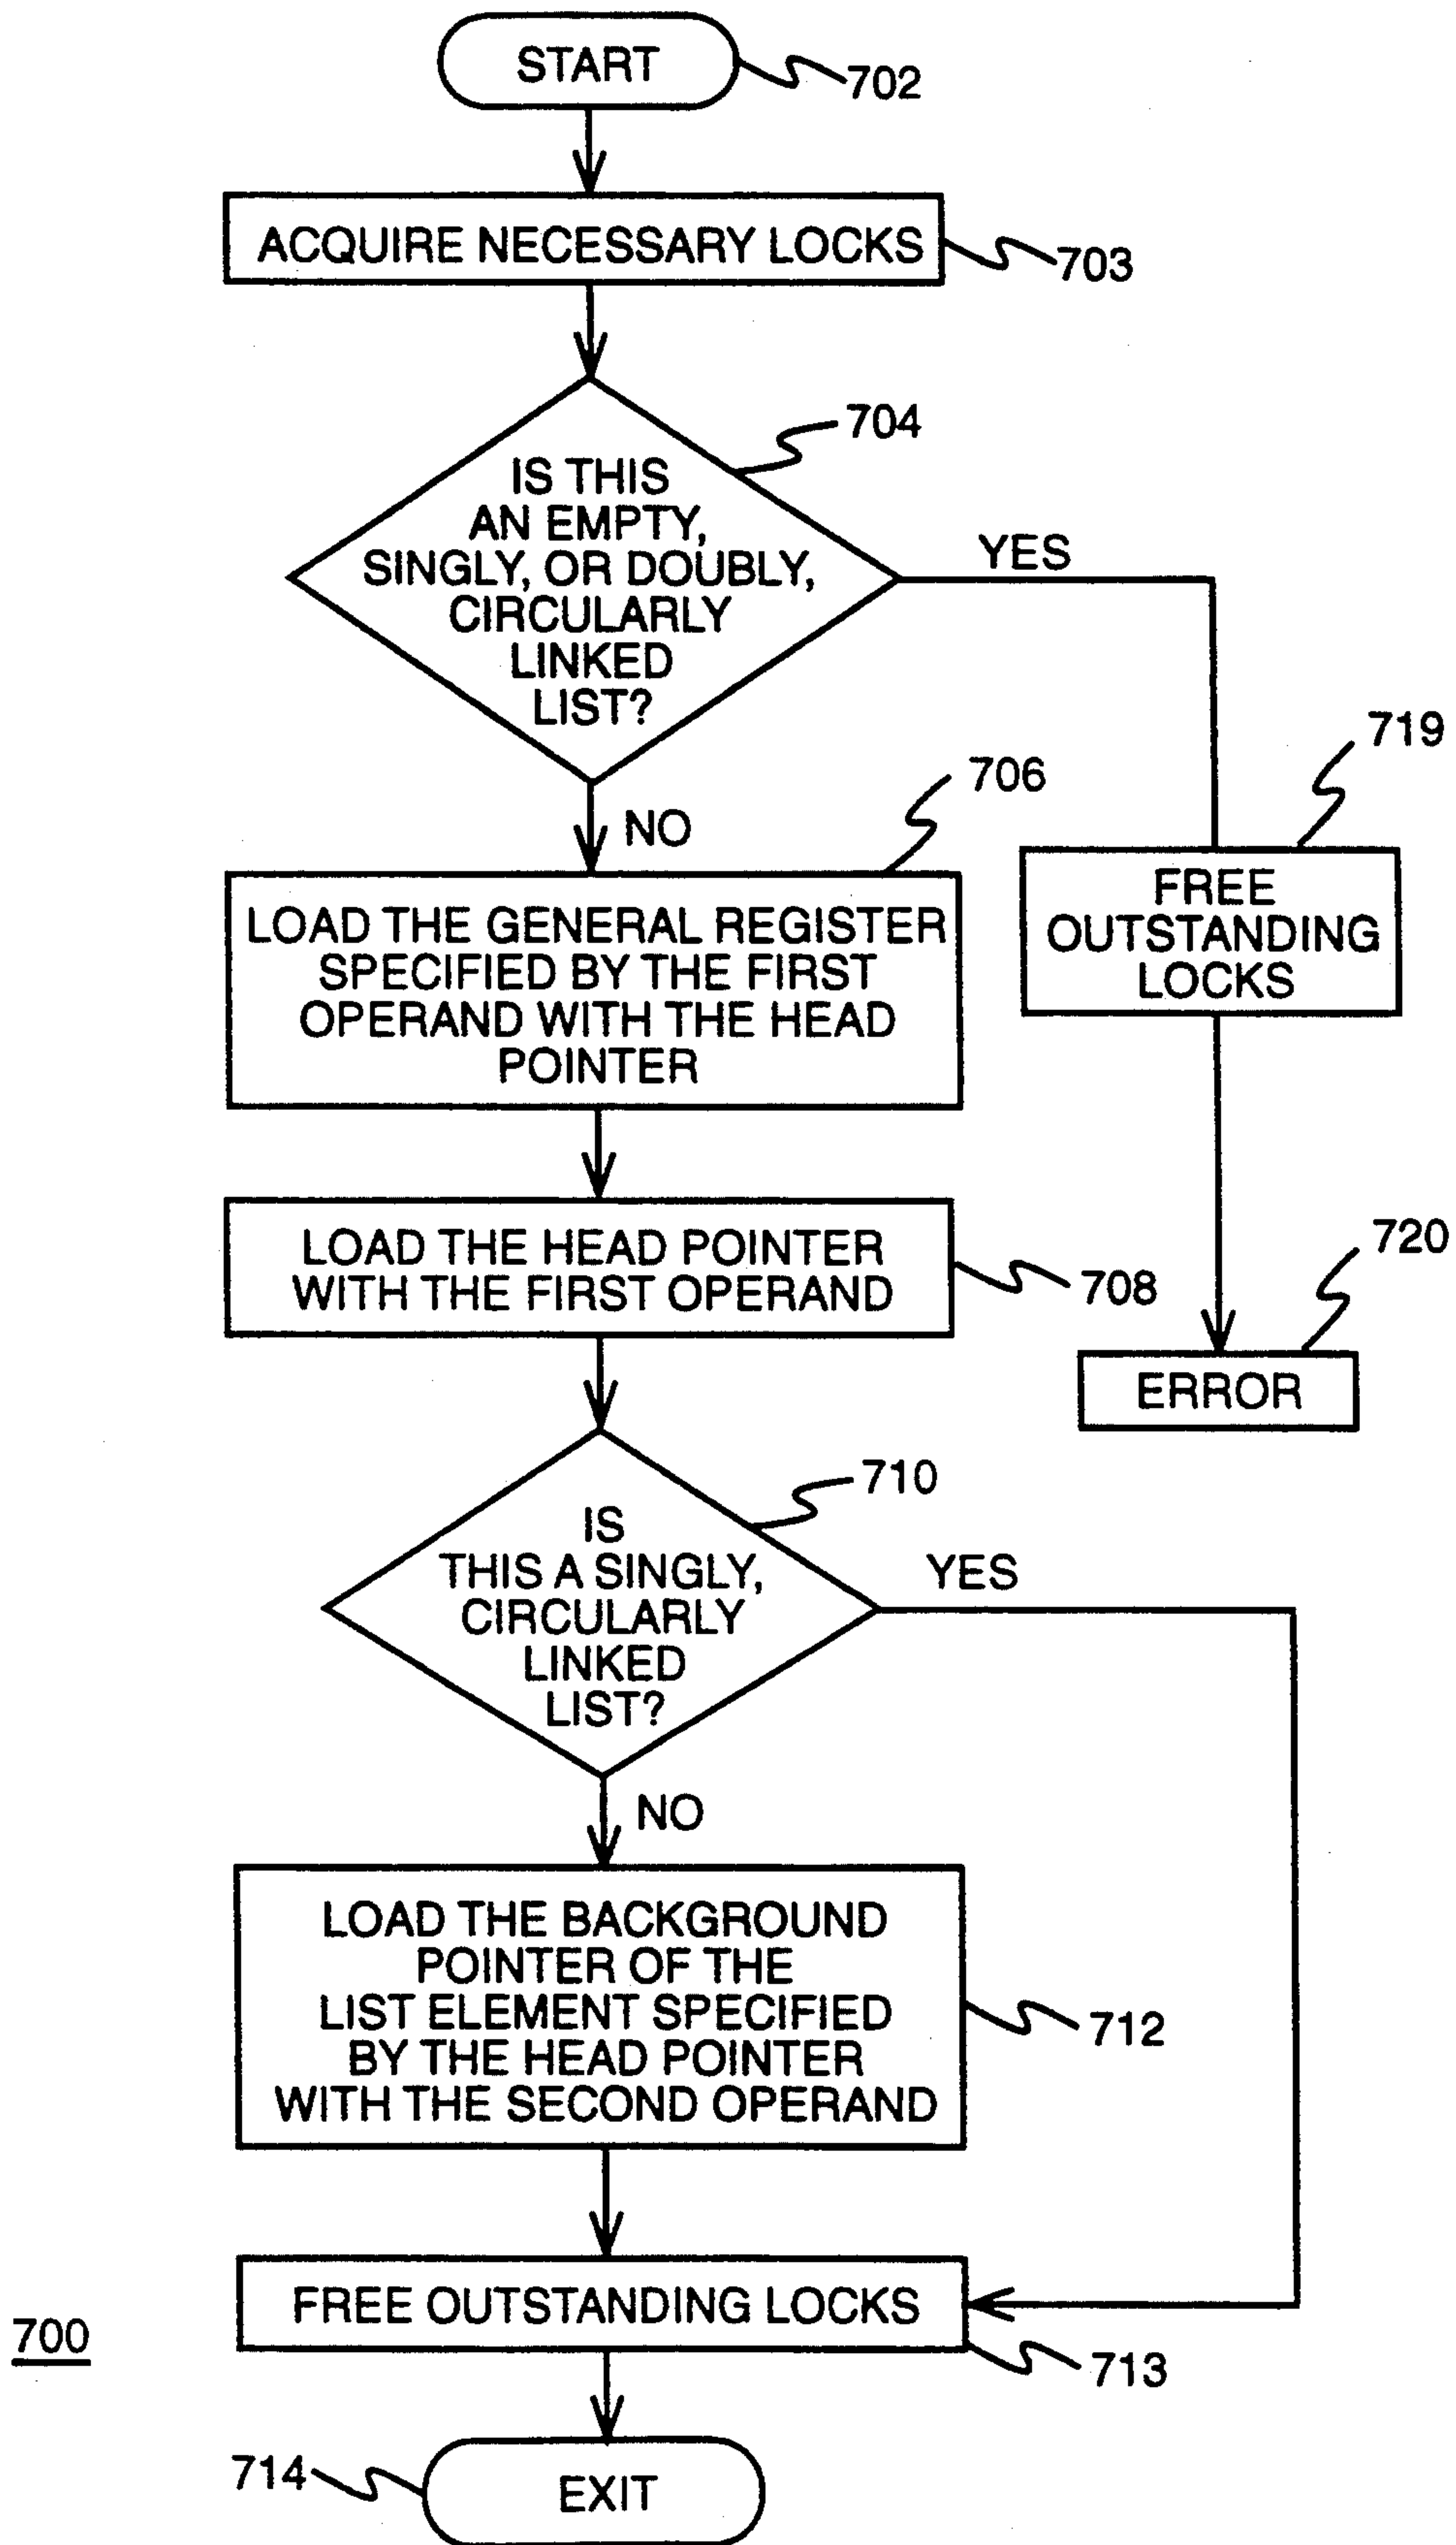 START
702
ACQUIRE NECESSARY LOCKS
703
704
IS THIS
AN EMPTY,
SINGLY, OR DOUBLY,
CIRCULARLY
LINKED
LIST?
YES
719
706
NO
FREE
OUTSTANDING
LOCKS
LOAD THE GENERAL REGISTER
SPECIFIED BY THE FIRST
OPERAND WITH THE HEAD
POINTER
LOAD THE HEAD POINTER
WITH THE FIRST OPERAND
708
720
ERROR
710
IS
THIS A SINGLY,
CIRCULARLY
LINKED
LIST?
YES
NO
LOAD THE BACKGROUND
POINTER OF THE
LIST ELEMENT SPECIFIED
BY THE HEAD POINTER
WITH THE SECOND OPERAND
712
FREE OUTSTANDING LOCKS
700
713
714
EXIT